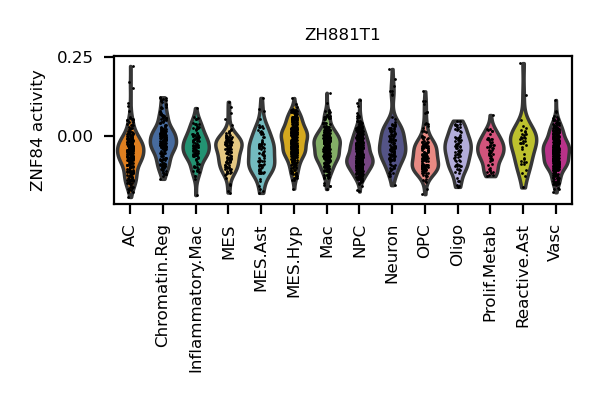 ZH881T1
ZNF84 activity
0.25
0.00
AC
Chromatin.Reg
Inflammatory.Mac
MES
MES.Ast
MES.Hyp
Mac
NPC
Neuron
OPC
Oligo
Prolif.Metab
Reactive.Ast
Vasc